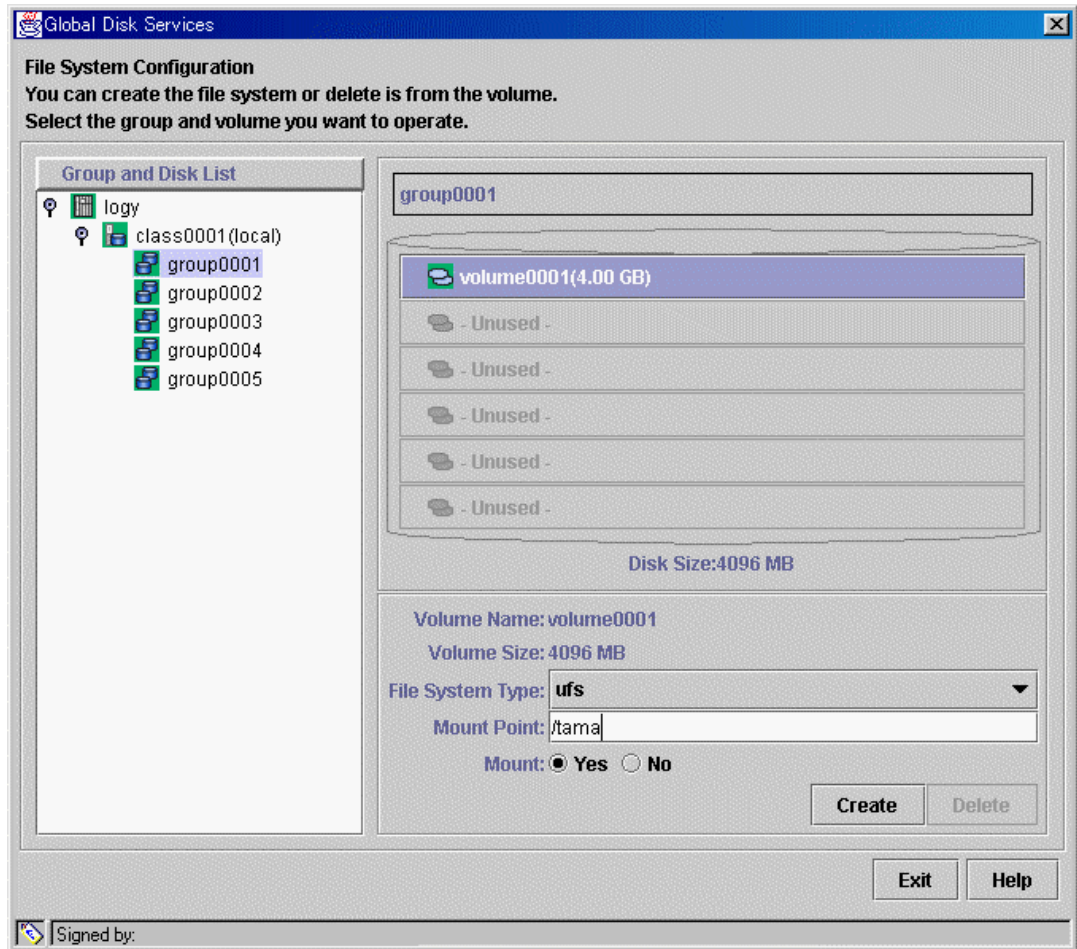 Global Disk Services
File System Configuration
You can create the file system or delete is from the volume.
Select the group and volume you want to operate.
Group and Disk List
logy
class0001(local)
group0001
group0002
group0003
group0004
group0005
group0001
volume0001(4.00 GB)
- Unused -
- Unused -
- Unused -
- Unused -
- Unused -
Disk Size:4096 MB
Volume Name: volume0001
Volume Size: 4096 MB
File System Type: ufs
Mount Point: /tama
Mount: Yes No
Create Delete
Exit Help
Signed by: